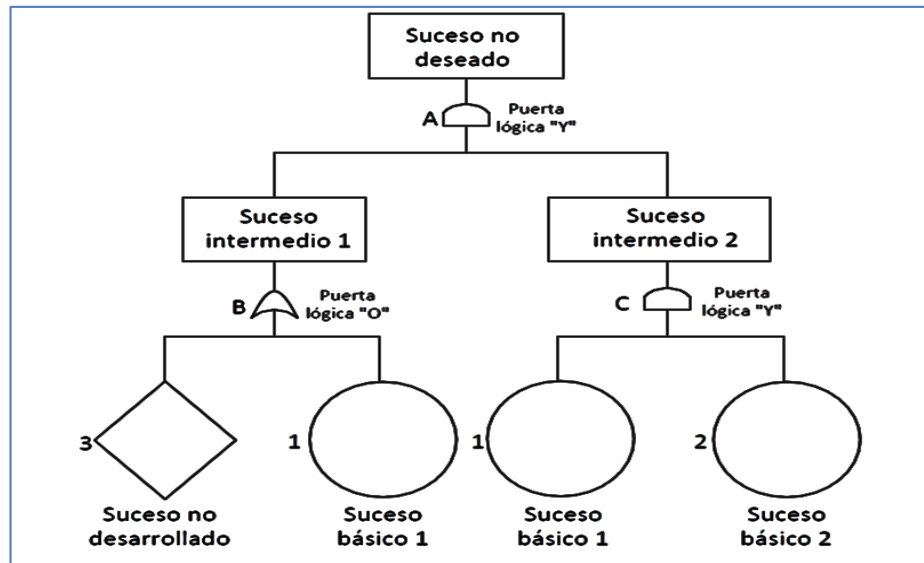 Suceso no
deseado
A
Puerta
lógica "Y"
Suceso
intermedio 1
Suceso
intermedio 2
B
Puerta
lógica "O"
C
Puerta
lógica "Y"
3
1
1
2
Suceso no
desarrollado
Suceso
básico 1
Suceso
básico 1
Suceso
básico 2